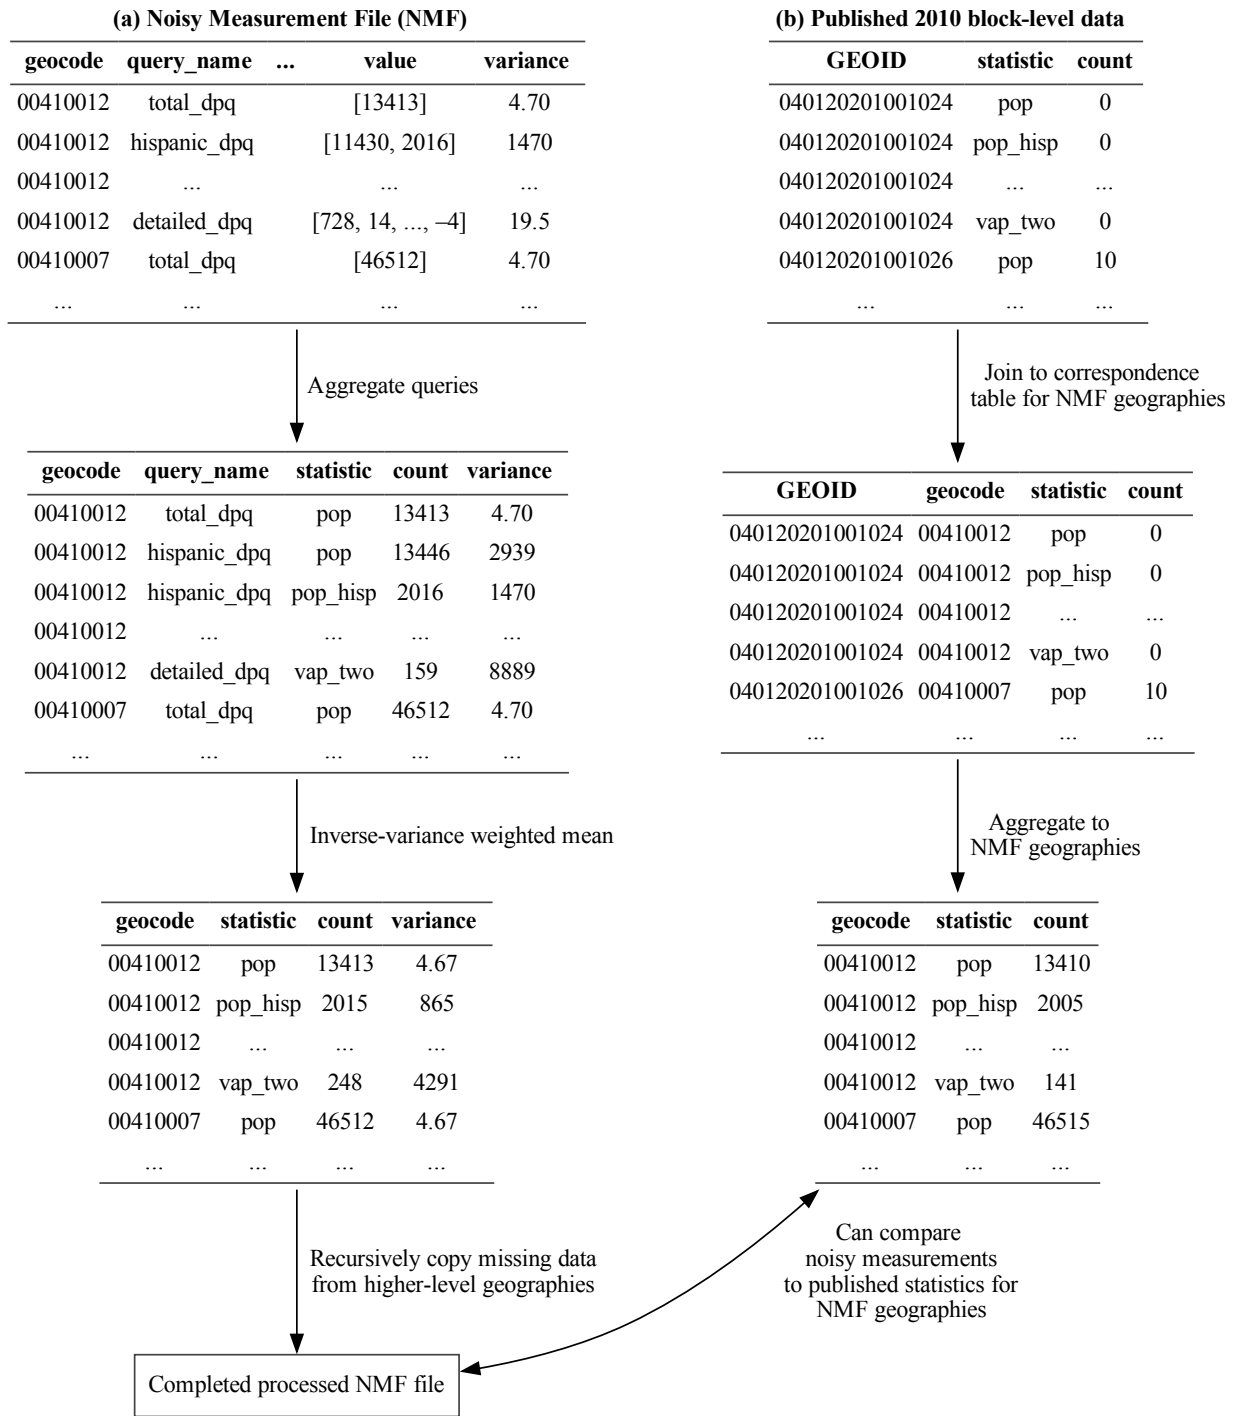 (a) Noisy Measurement File (NMF)
geocode query_name ... value variance
00410012 total_dpq [13413] 4.70
00410012 hispanic_dpq [11430, 2016] 1470
00410012 ... ... ...
00410012 detailed_dpq [728, 14, ..., –4] 19.5
00410007 total_dpq [46512] 4.70
... ... ... ...
Aggregate queries
geocode query_name statistic count variance
00410012 total_dpq pop 13413 4.70
00410012 hispanic_dpq pop 13446 2939
00410012 hispanic_dpq pop_hisp 2016 1470
00410012 ... ... ... ...
00410012 detailed_dpq vap_two 159 8889
00410007 total_dpq pop 46512 4.70
... ... ... ... ...
Inverse-variance weighted mean
geocode statistic count variance
00410012 pop 13413 4.67
00410012 pop_hisp 2015 865
00410012 ... ... ...
00410012 vap_two 248 4291
00410007 pop 46512 4.67
... ... ... ...
Recursively copy missing data
from higher-level geographies
Completed processed NMF file
(b) Published 2010 block-level data
GEOID statistic count
040120201001024 pop 0
040120201001024 pop_hisp 0
040120201001024 ... ...
040120201001024 vap_two 0
040120201001026 pop 10
... ... ...
Join to correspondence
table for NMF geographies
GEOID geocode statistic count
040120201001024 00410012 pop 0
040120201001024 00410012 pop_hisp 0
040120201001024 00410012 ... ...
040120201001024 00410012 vap_two 0
040120201001026 00410007 pop 10
... ... ... ...
Aggregate to
NMF geographies
geocode statistic count
00410012 pop 13410
00410012 pop_hisp 2005
00410012 ... ...
00410012 vap_two 141
00410007 pop 46515
... ... ...
Can compare
noisy measurements
to published statistics for
NMF geographies